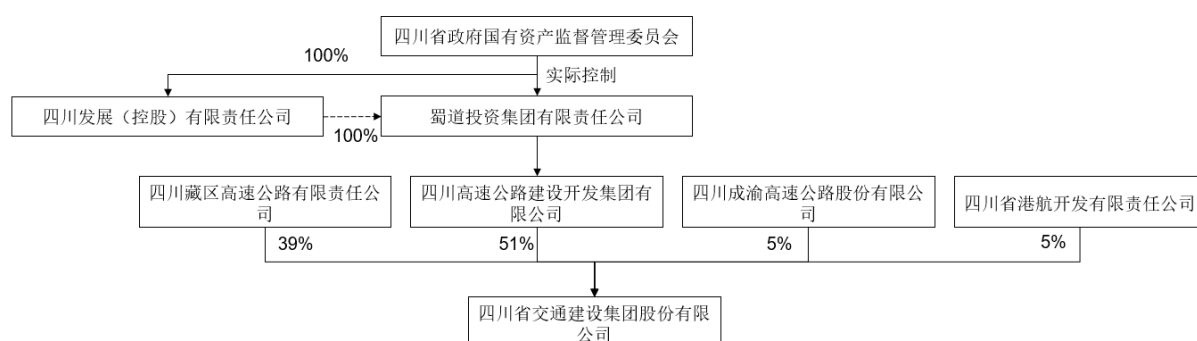 四川省政府国有资产监督管理委员会
100%
实际控制
四川发展（控股）有限责任公司
蜀道投资集团有限责任公司
100%
四川藏区高速公路有限责任公
司
四川高速公路建设开发集团有
限公司
四川成渝高速公路股份有限公
司
四川省港航开发有限责任公司
39%
51%
5%
5%
四川省交通建设集团股份有限
公司